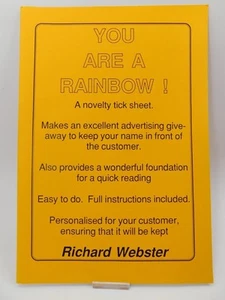 YOU
ARE A
RAINBOW !
A novelty tick sheet.
Makes an excellent advertising give-
away to keep your name in front of
the customer.
Also provides a wonderful foundation
for a quick reading
Easy to do. Full instructions included.
Personalised for your customer,
ensuring that it will be kept
Richard Webster